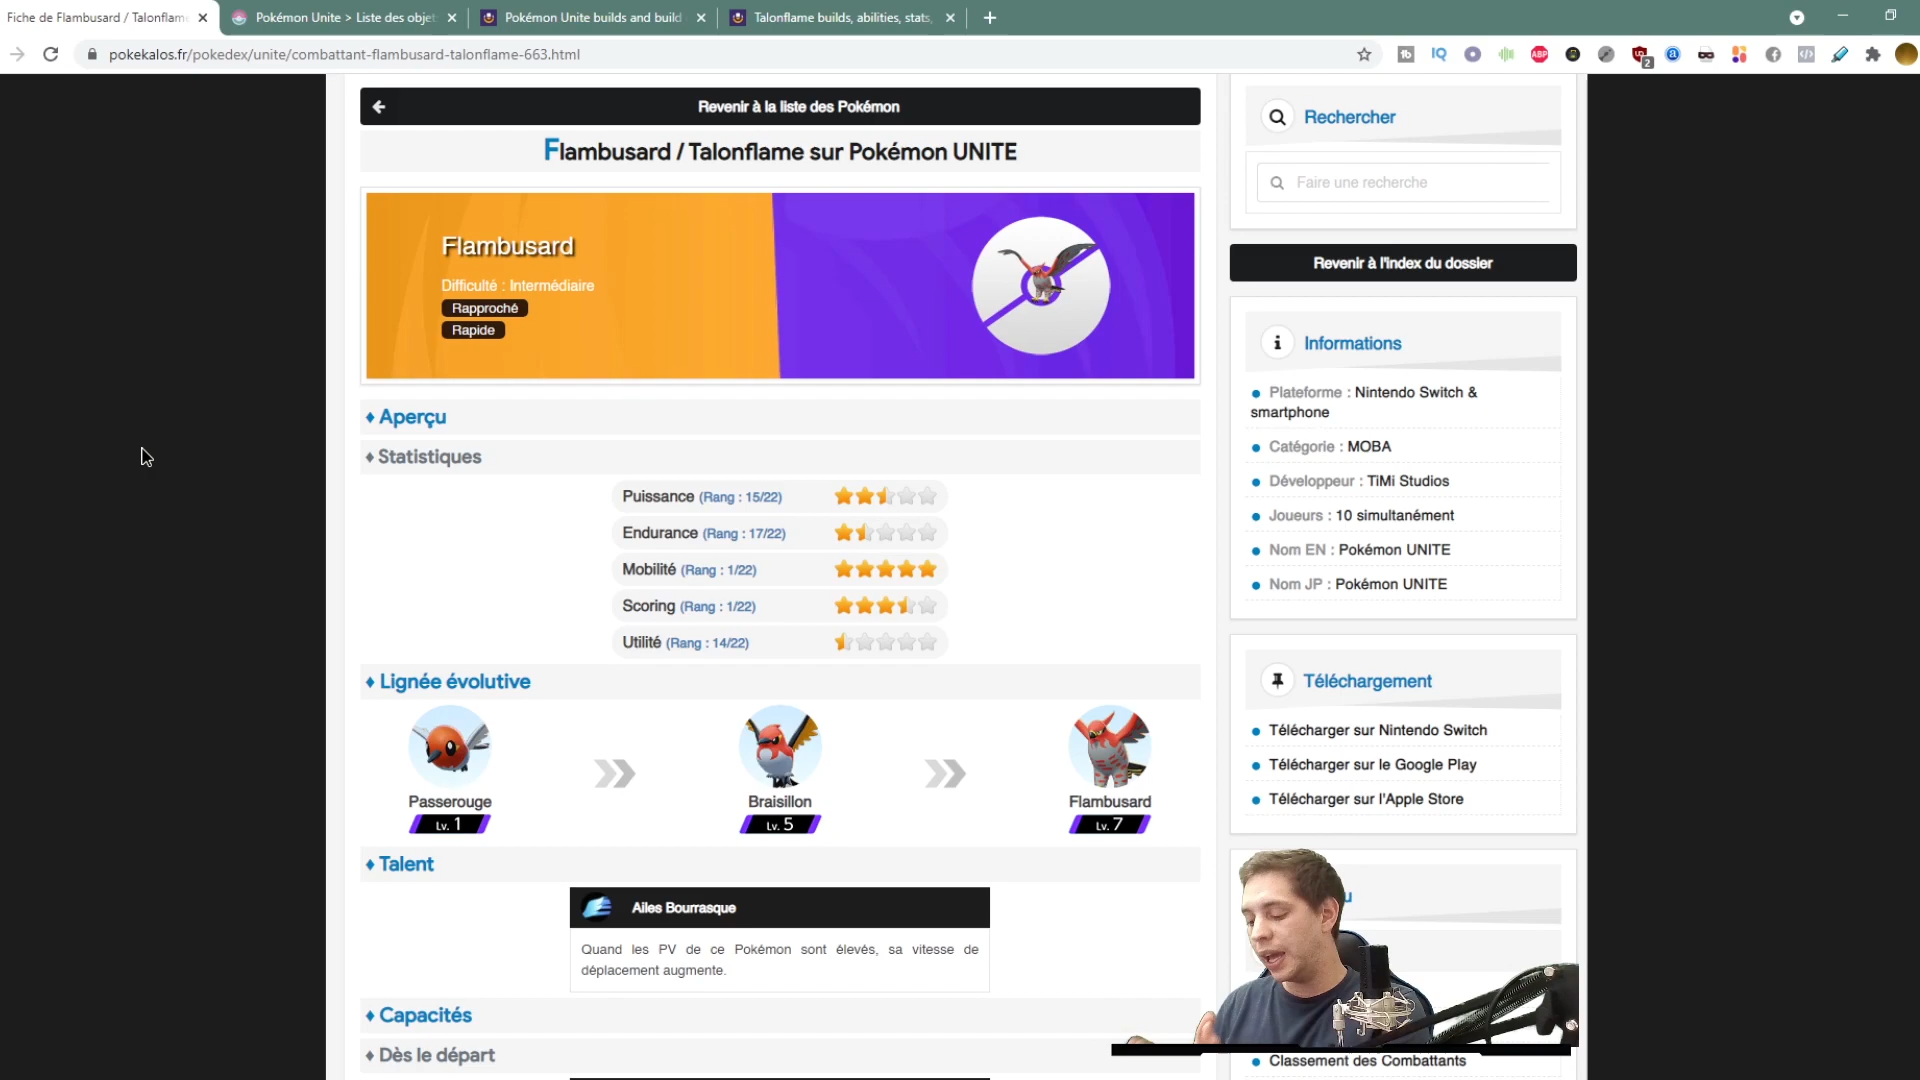 Fiche de Flambusard / Talonflame
Pokémon Unite > Liste des objet
Pokémon Unite builds and build
Talonflame builds, abilities, stats,
pokekalos.fr/pokedex/unite/combattant-flambusard-talonflame-663.html
IQ
ABP
2
Revenir à la liste des Pokémon
Flambusard / Talonflame sur Pokémon UNITE
Flambusard
Difficulté : Intermédiaire
Rapproché
Rapide
Aperçu
Statistiques
Puissance (Rang : 15/22)
Endurance (Rang : 17/22)
Mobilité (Rang : 1/22)
Scoring (Rang : 1/22)
Utilité (Rang : 14/22)
Lignée évolutive
Passerouge
Lv. 1
Braisillon
Lv. 5
Flambusard
Lv. 7
Talent
Ailes Bourrasque
Quand les PV de ce Pokémon sont élevés, sa vitesse de
déplacement augmente.
Capacités
Dès le départ
Rechercher
Faire une recherche
Revenir à l'index du dossier
Informations
Plateforme : Nintendo Switch &
smartphone
Catégorie : MOBA
Développeur : TiMi Studios
Joueurs : 10 simultanément
Nom EN : Pokémon UNITE
Nom JP : Pokémon UNITE
Téléchargement
Télécharger sur Nintendo Switch
Télécharger sur le Google Play
Télécharger sur l'Apple Store
Classement des Combattants